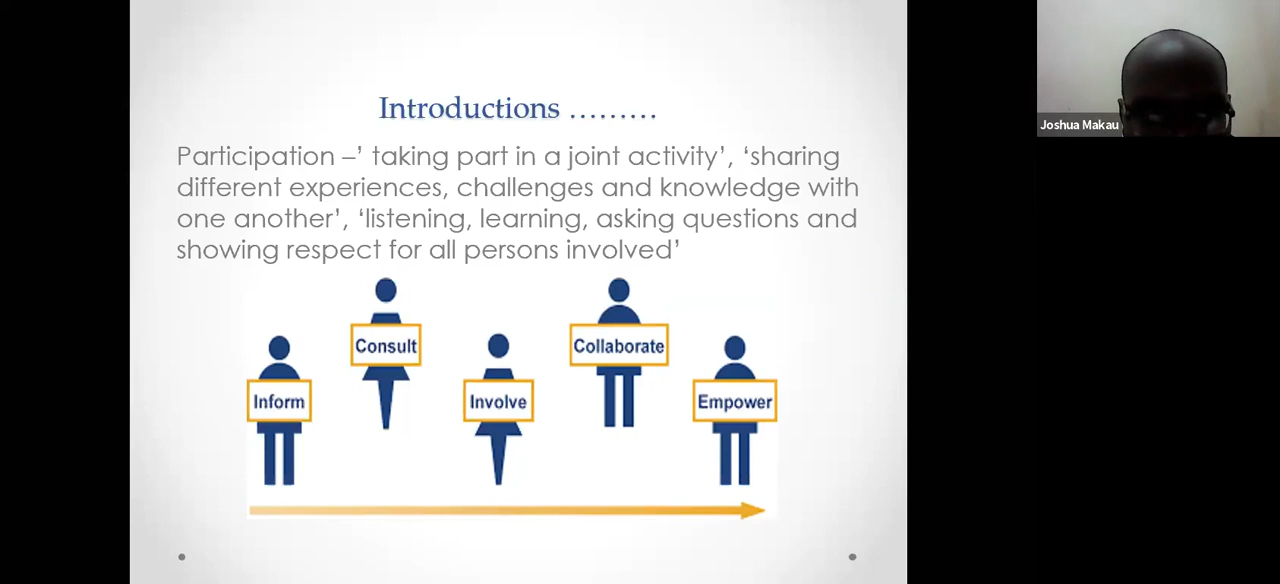 Introductions ………
Participation –’ taking part in a joint activity’, ‘sharing
different experiences, challenges and knowledge with
one another’, ‘listening, learning, asking questions and
showing respect for all persons involved’
Consult
Collaborate
Inform
Involve
Empower
Joshua Makau